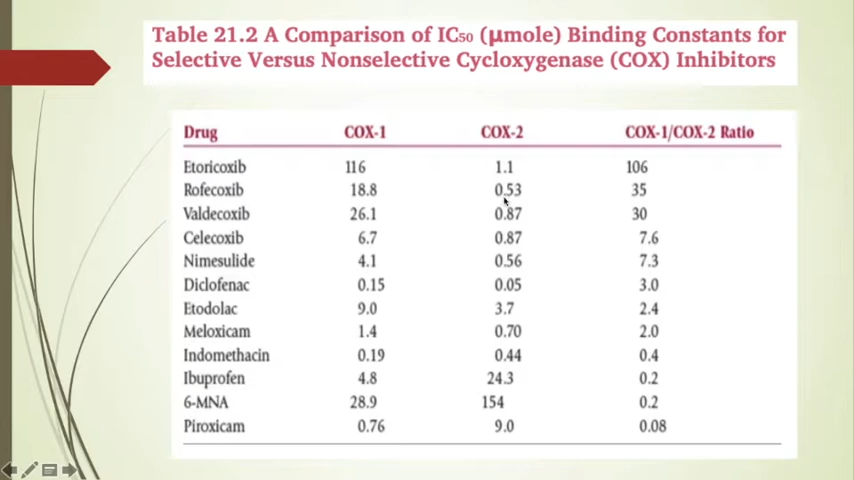 Table 21.2 A Comparison of IC50 (μmole) Binding Constants for
Selective Versus Nonselective Cycloxygenase (COX) Inhibitors
Drug COX-1 COX-2 COX-1/COX-2 Ratio
Etoricoxib 116 1.1 106
Rofecoxib 18.8 0.53 35
Valdecoxib 26.1 0.87 30
Celecoxib 6.7 0.87 7.6
Nimesulide 4.1 0.56 7.3
Diclofenac 0.15 0.05 3.0
Etodolac 9.0 3.7 2.4
Meloxicam 1.4 0.70 2.0
Indomethacin 0.19 0.44 0.4
Ibuprofen 4.8 24.3 0.2
6-MNA 28.9 154 0.2
Piroxicam 0.76 9.0 0.08